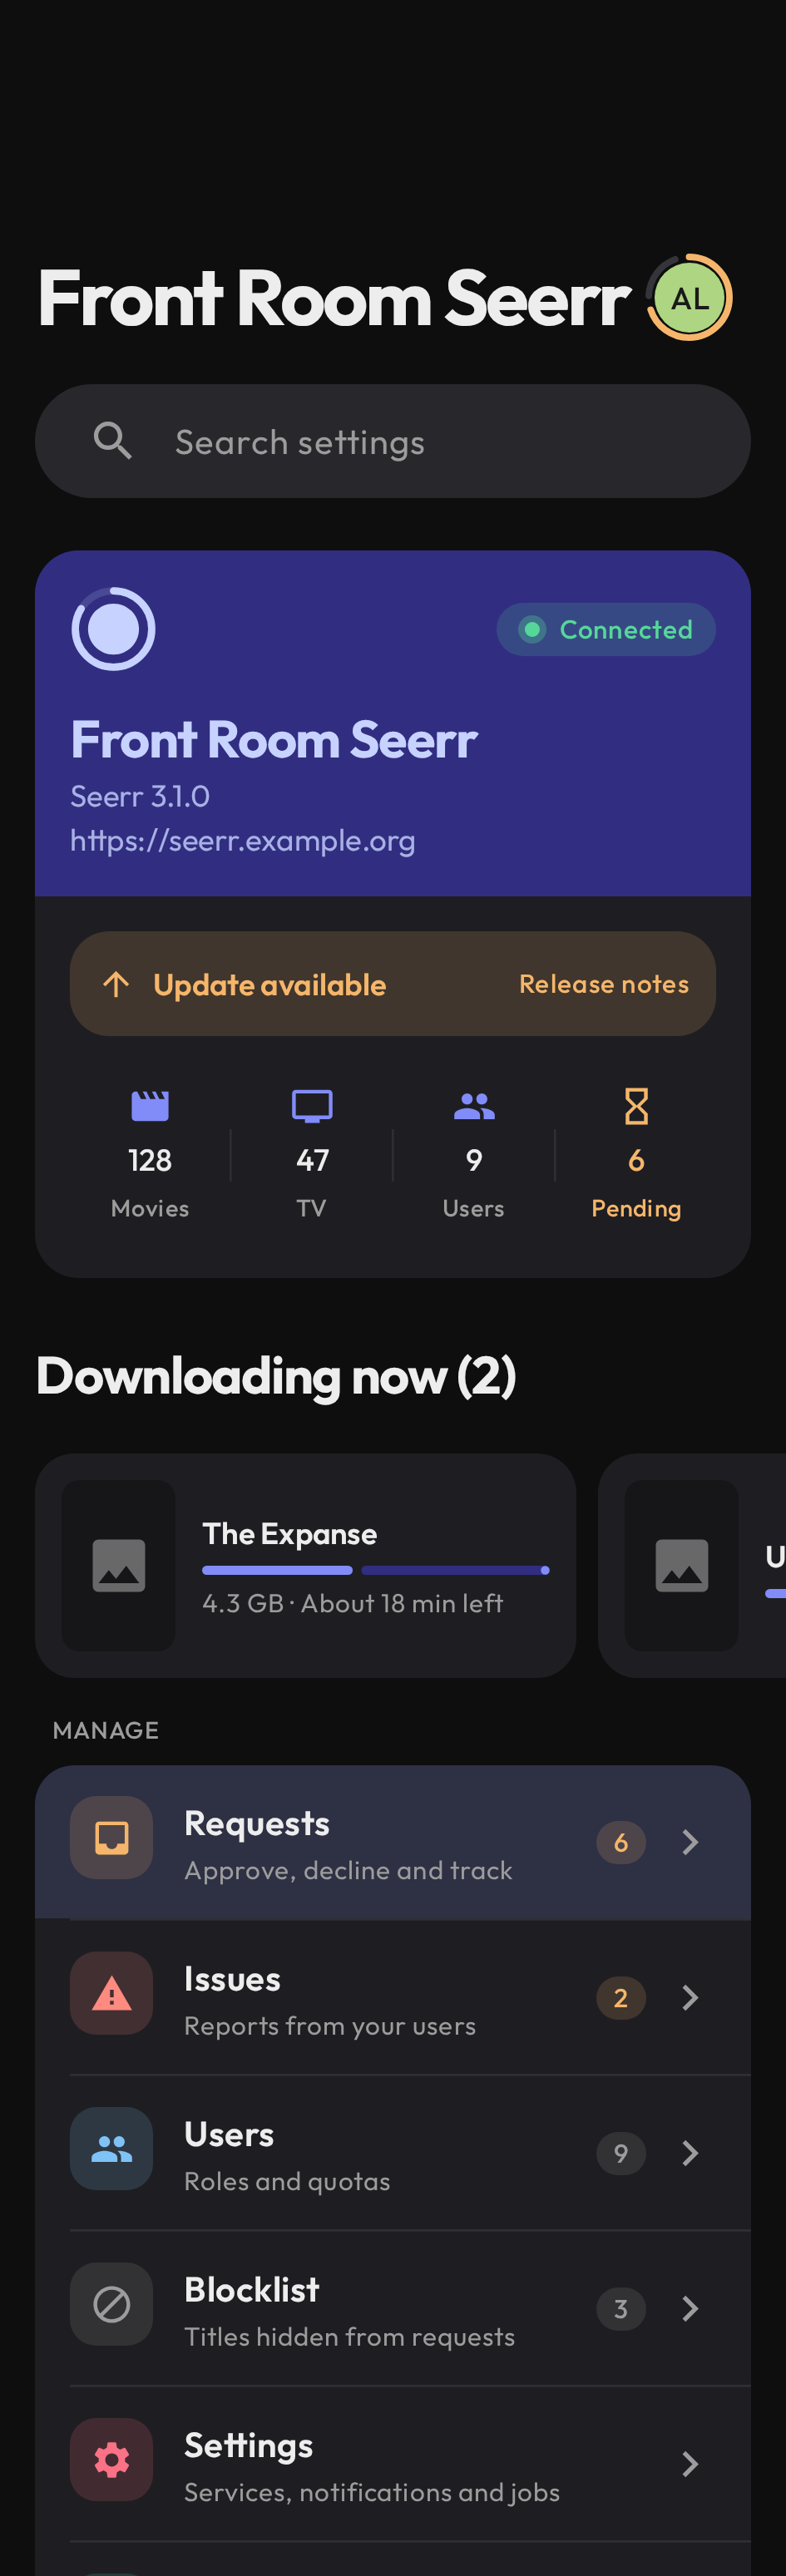 Front Room Seerr
AL
Search settings
Connected
Front Room Seerr
Seerr 3.1.0
https://seerr.example.org
Update available
Release notes
128
47
9
6
Movies
TV
Users
Pending
Downloading now (2)
The Expanse
4.3 GB · About 18 min left
MANAGE
Requests
Approve, decline and track
6
Issues
Reports from your users
2
Users
Roles and quotas
9
Blocklist
Titles hidden from requests
3
Settings
Services, notifications and jobs